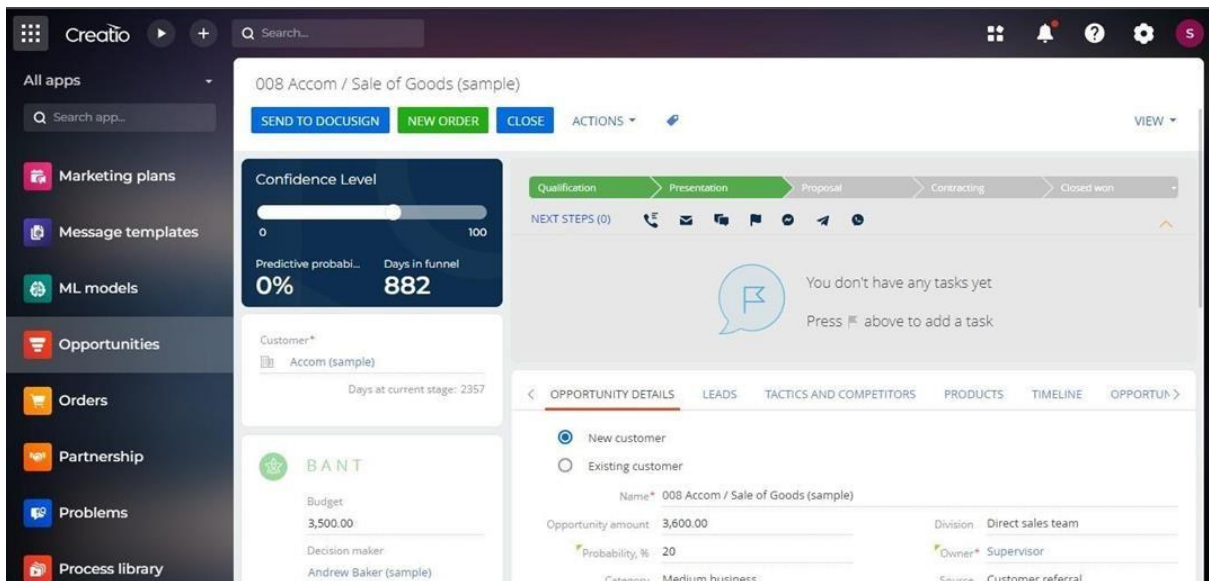 Creatio
Search...
S
All apps
Search app...
Marketing plans
Message templates
ML models
Opportunities
Orders
Partnership
Problems
Process library
008 Accom / Sale of Goods (sample)
SEND TO DOCUSIGN NEW ORDER CLOSE ACTIONS VIEW
Confidence Level
0 100
Predictive probabi... Days in funnel
0% 882
Customer*
Accom (sample)
Days at current stage: 2357
BANT
Budget
3,500.00
Decision maker
Andrew Baker (sample)
Qualification Presentation Proposal Contracting Closed won
NEXT STEPS (0)
You don't have any tasks yet
Press above to add a task
OPPORTUNITY DETAILS LEADS TACTICS AND COMPETITORS PRODUCTS TIMELINE OPPORTUN
New customer
Existing customer
Name* 008 Accom / Sale of Goods (sample)
Opportunity amount 3,600.00 Division Direct sales team
Probability, % 20 Owner* Supervisor
Category Medium business Source Customer referral